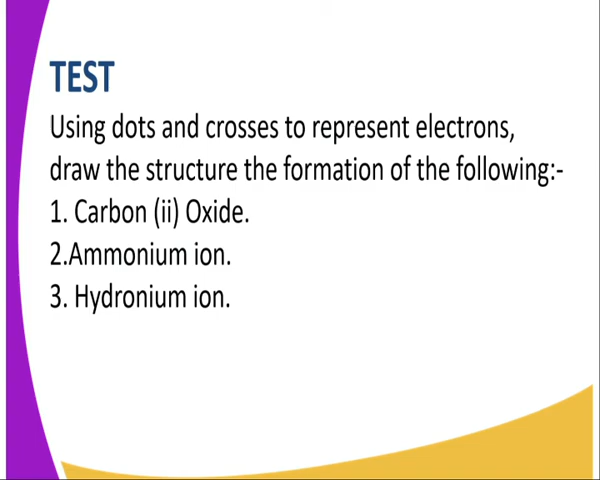 TEST
Using dots and crosses to represent electrons,
draw the structure the formation of the following:-
1. Carbon (ii) Oxide.
2.Ammonium ion.
3. Hydronium ion.